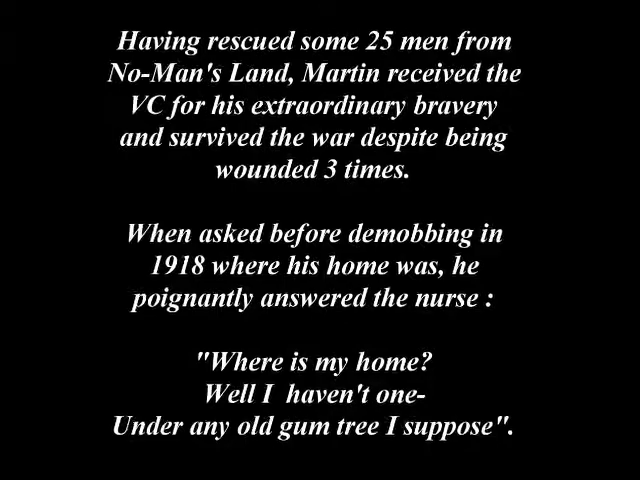 Having rescued some 25 men from
No-Man's Land, Martin received the
VC for his extraordinary bravery
and survived the war despite being
wounded 3 times.
When asked before demobbing in
1918 where his home was, he
poignantly answered the nurse :
"Where is my home?
Well I  haven't one-
Under any old gum tree I suppose".